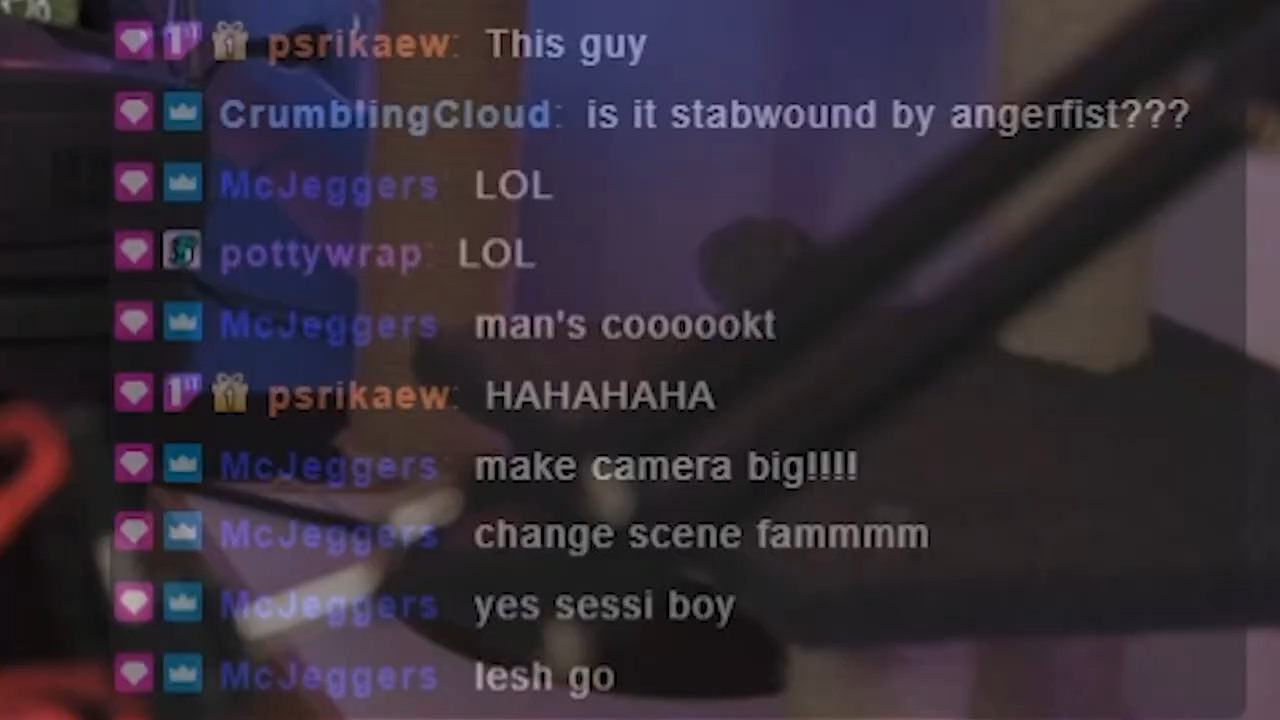 psrikaew: This guy
CrumblingCloud: is it stabwound by angerfist???
McJeggers: LOL
pottywrap: LOL
McJeggers: man's coooookt
psrikaew: HAHAHAHA
McJeggers: make camera big!!!!
McJeggers: change scene fammmm
McJeggers: yes sessi boy
McJeggers: lesh go